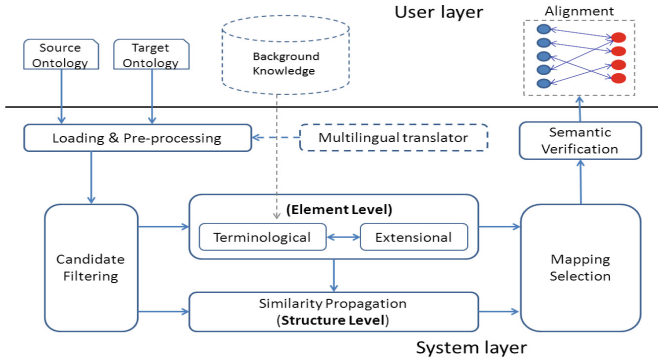 User layer
Alignment
Source
Ontology
Target
Ontology
Background
Knowledge
Loading & Pre-processing
Multilingual translator
Semantic
Verification
Candidate
Filtering
(Element Level)
Terminological
Extensional
Mapping
Selection
Similarity Propagation
(Structure Level)
System layer